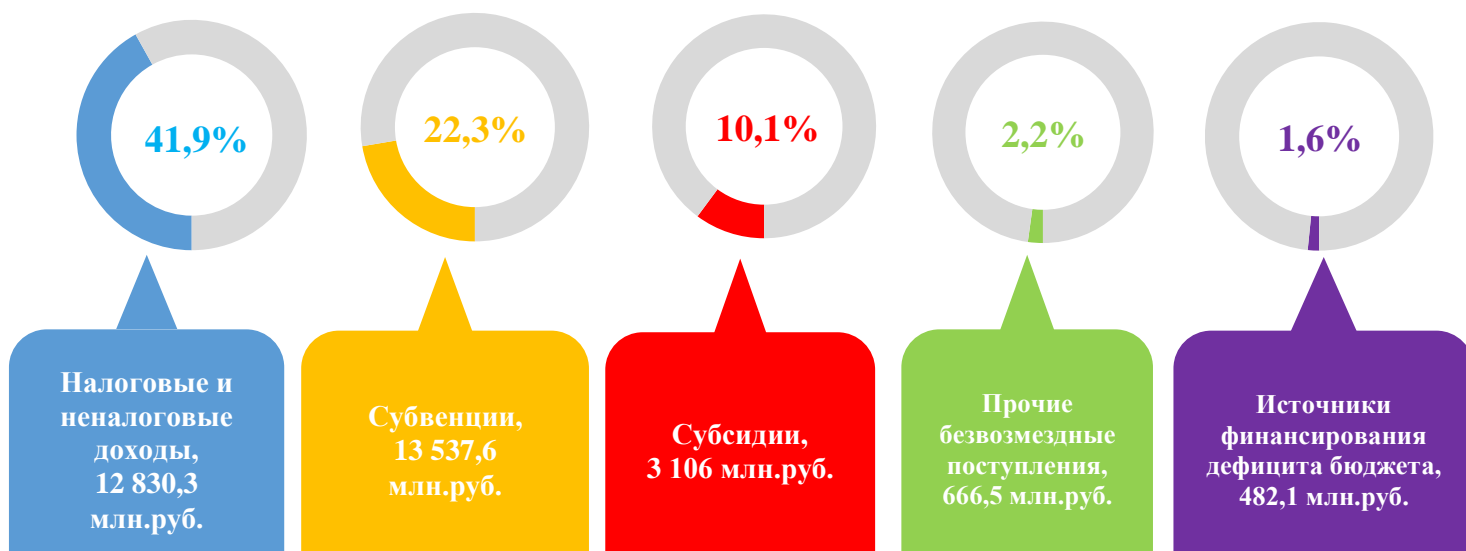 41,9%
22,3%
10,1%
2,2%
1,6%
Налоговые и
неналоговые
доходы,
12 830,3
млн.руб.
Субвенции,
13 537,6
млн.руб.
Субсидии,
3 106 млн.руб.
Прочие
безвозмездные
поступления,
666,5 млн.руб.
Источники
финансирования
дефицита бюджета,
482,1 млн.руб.